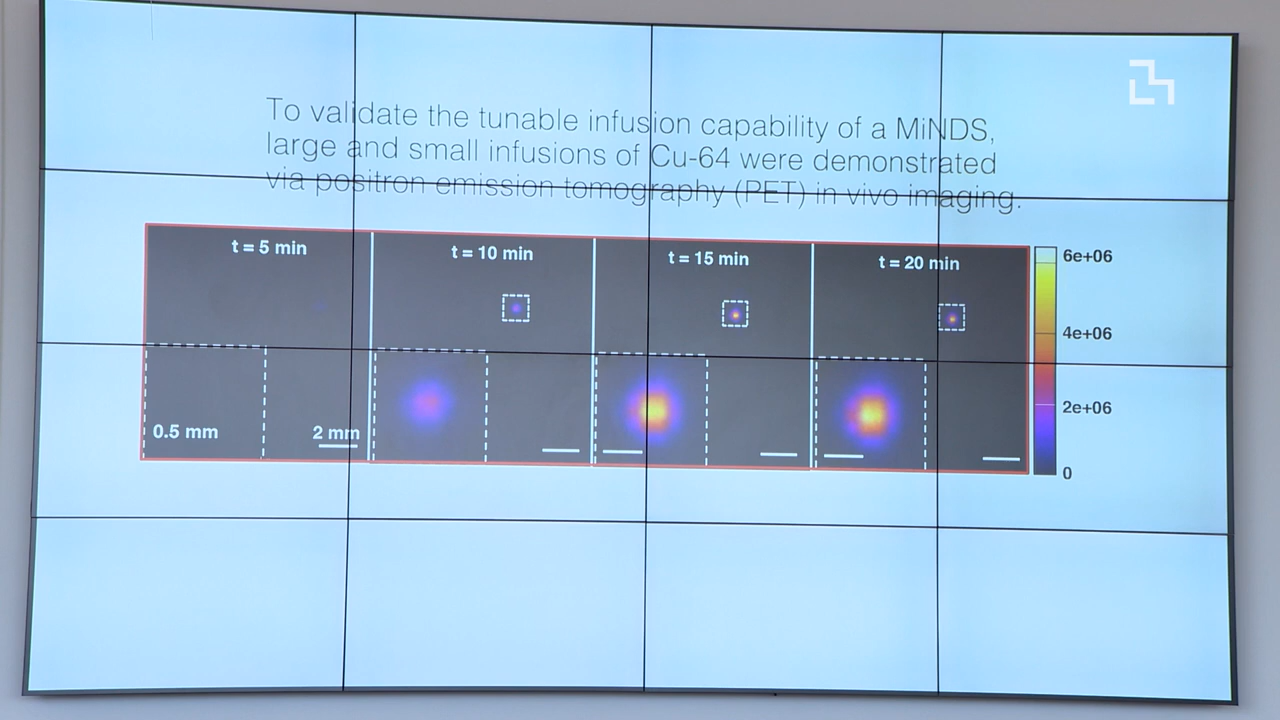 To validate the tunable infusion capability of a MiNDS,
large and small infusions of Cu-64 were demonstrated
via positron emission tomography (PET) in vivo imaging.
t = 5 min
t = 10 min
t = 15 min
t = 20 min
0.5 mm
2 mm
6e+06
4e+06
2e+06
0